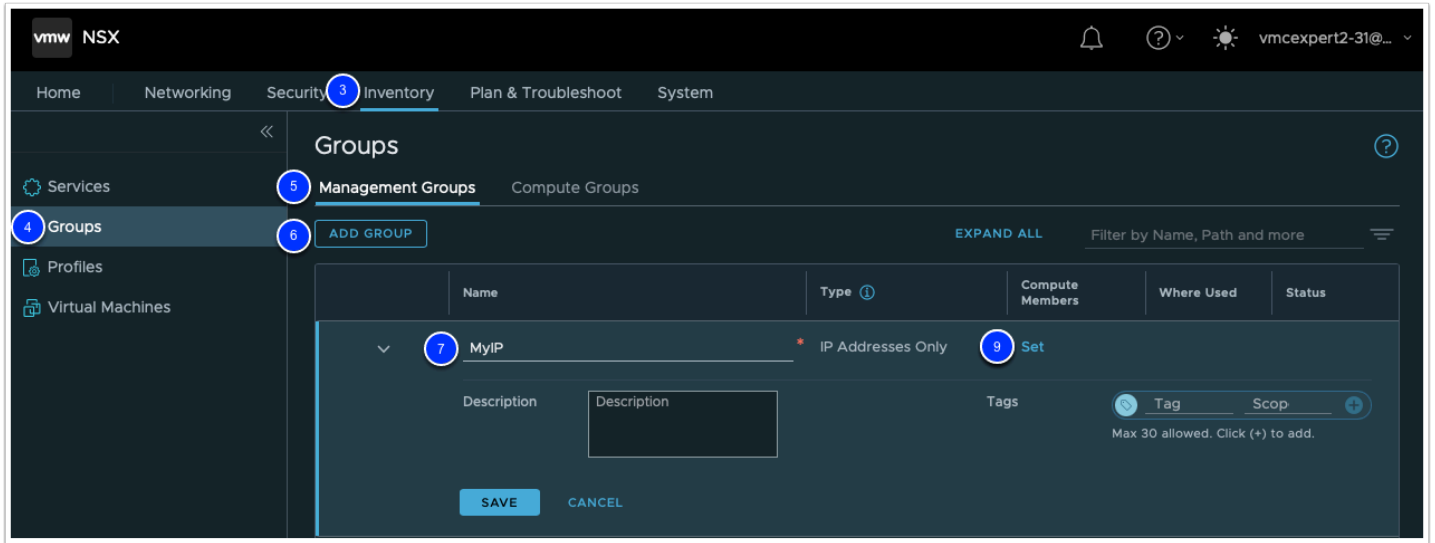 vmw NSX vmcexpert2-31@...
Home Networking Security 3 Inventory Plan & Troubleshoot System
Groups
Services
5 Management Groups Compute Groups
4 Groups
6 ADD GROUP EXPAND ALL Filter by Name, Path and more
Profiles
Name Type Compute Members Where Used Status
Virtual Machines
7 MyIP * IP Addresses Only 9 Set
Description Description Tags Tag Scop
Max 30 allowed. Click (+) to add.
SAVE CANCEL